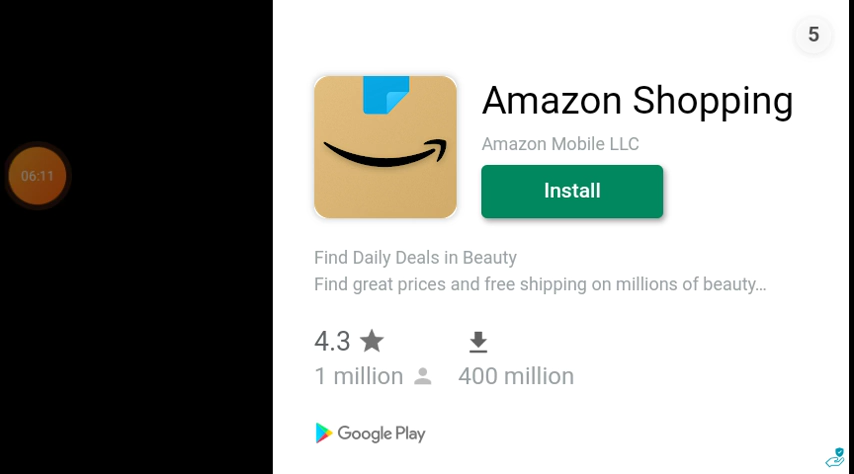 5
Amazon Shopping
Amazon Mobile LLC
06:11
Install
Find Daily Deals in Beauty
Find great prices and free shipping on millions of beauty...
4.3
1 million 400 million
Google Play